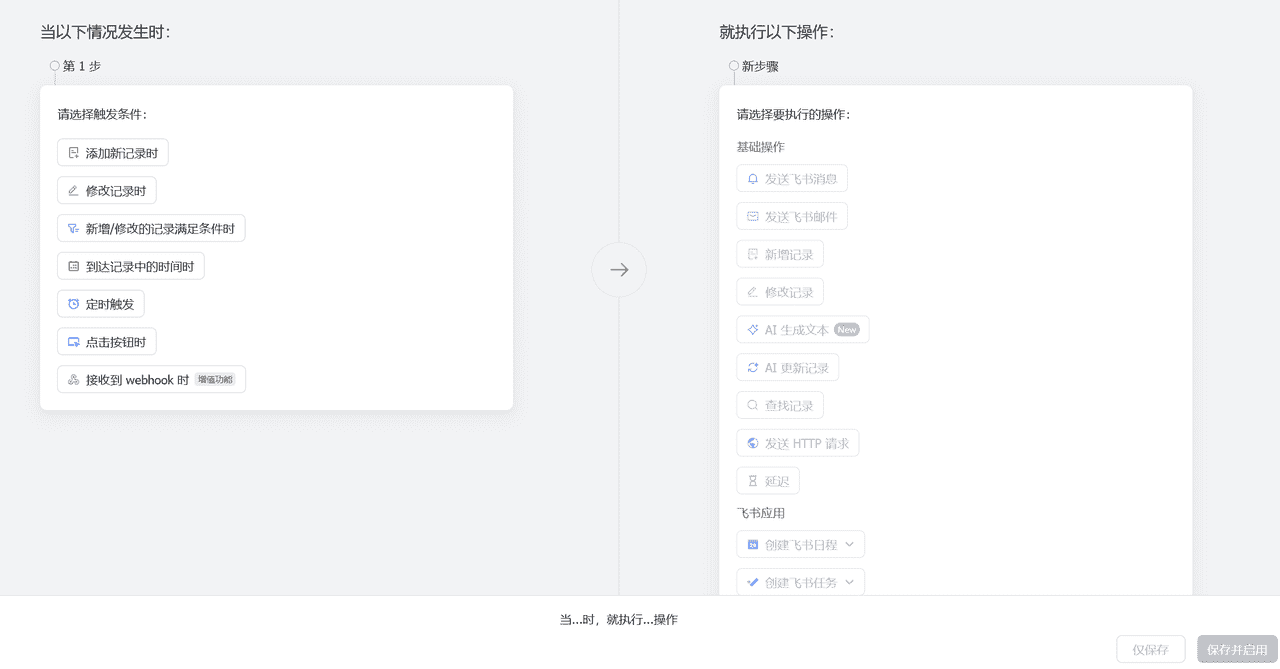 当以下情况发生时：
第 1 步
请选择触发条件：
添加新记录时
修改记录时
新增/修改的记录满足条件时
到达记录中的时间时
定时触发
点击按钮时
接收到 webhook 时 增值功能
就执行以下操作：
新步骤
请选择要执行的操作：
基础操作
发送飞书消息
发送飞书邮件
新增记录
修改记录
AI 生成文本 New
AI 更新记录
查找记录
发送 HTTP 请求
延迟
飞书应用
创建飞书日程
创建飞书任务
当...时，就执行...操作
仅保存
保存并启用